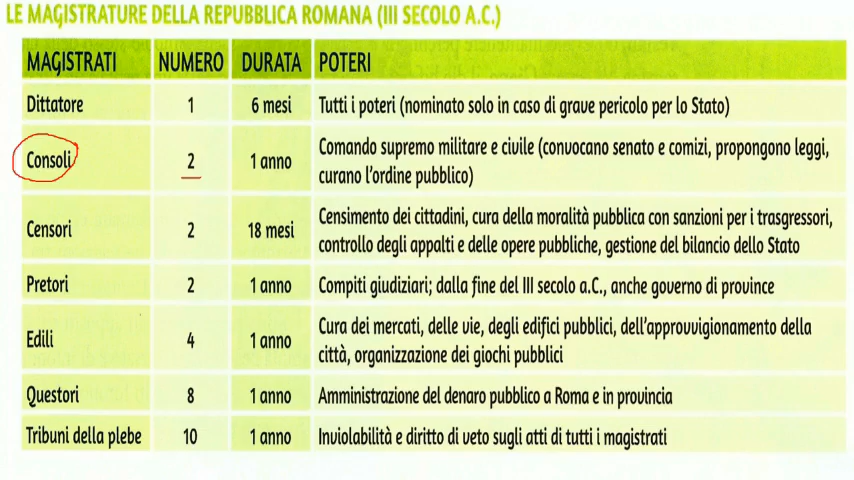 LE MAGISTRATURE DELLA REPUBBLICA ROMANA (III SECOLO A.C.)
MAGISTRATI NUMERO DURATA POTERI
Dittatore 1 6 mesi Tutti i poteri (nominato solo in caso di grave pericolo per lo Stato)
Consoli 2 1 anno Comando supremo militare e civile (convocano senato e comizi, propongono leggi,
curano l'ordine pubblico)
Censori 2 18 mesi Censimento dei cittadini, cura della moralità pubblica con sanzioni per i trasgressori,
controllo degli appalti e delle opere pubbliche, gestione del bilancio dello Stato
Pretori 2 1 anno Compiti giudiziari; dalla fine del III secolo a.C., anche governo di province
Edili 4 1 anno Cura dei mercati, delle vie, degli edifici pubblici, dell'approvvigionamento della
città, organizzazione dei giochi pubblici
Questori 8 1 anno Amministrazione del denaro pubblico a Roma e in provincia
Tribuni della plebe 10 1 anno Inviolabilità e diritto di veto sugli atti di tutti i magistrati